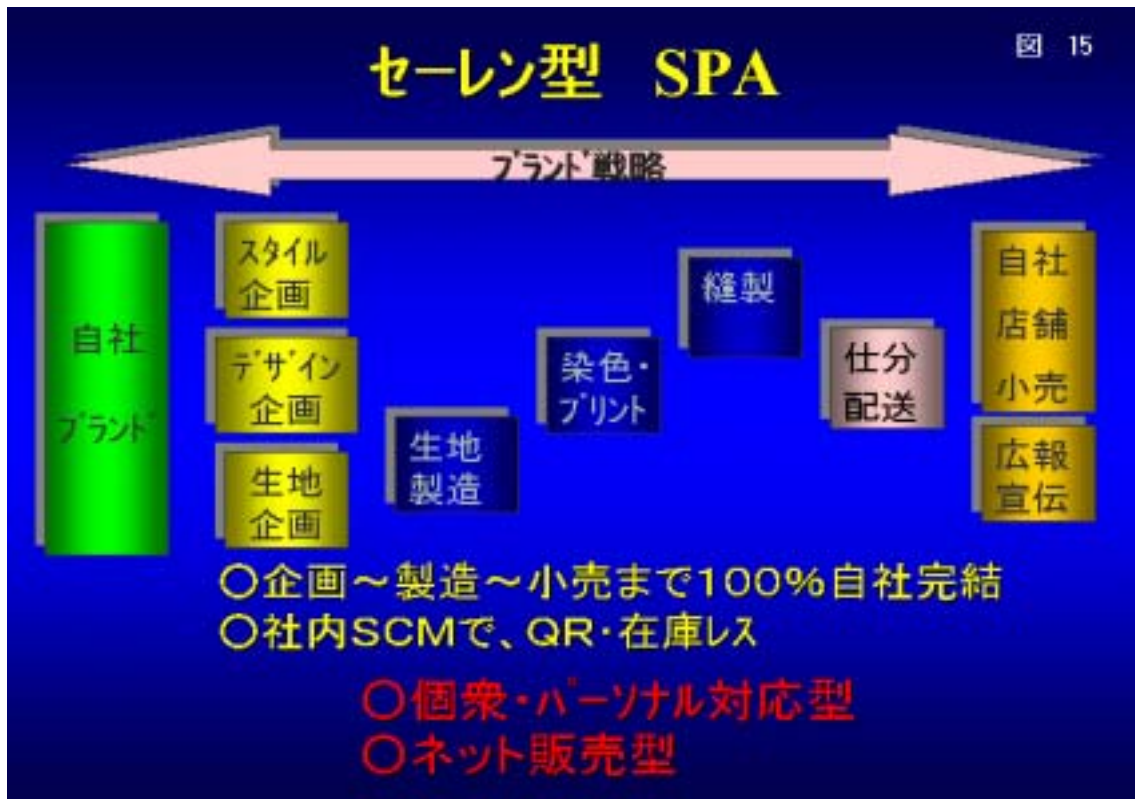 図 15
セーレン型 SPA
ブランド戦略
自社
ブランド
スタイル
企画
デザイン
企画
生地
企画
生地
製造
染色・
プリント
縫製
仕分
配送
自社
店舗
小売
広報
宣伝
○企画~製造~小売まで100%自社完結
○社内SCMで、QR・在庫レス
○個衆・パーソナル対応型
○ネット販売型